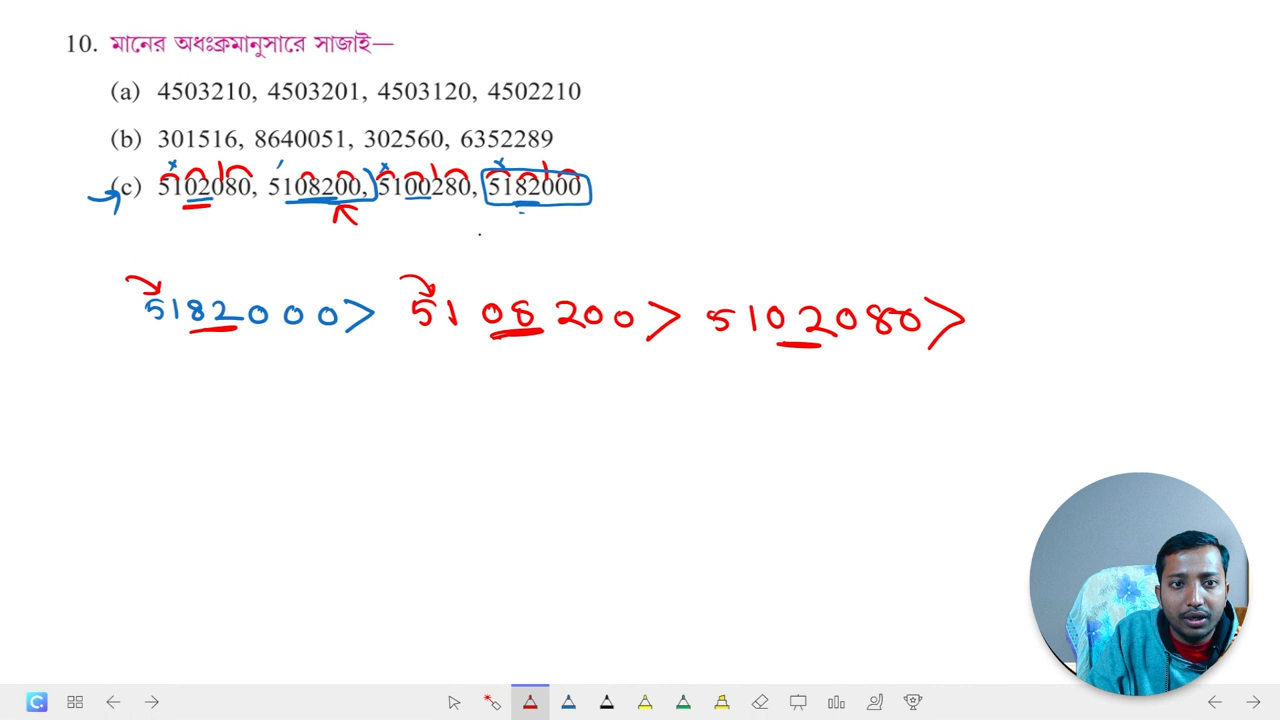 10. মানের অধঃক্রমানুসারে সাজাই—
(a) 4503210, 4503201, 4503120, 4502210
(b) 301516, 8640051, 302560, 6352289
(c) 5102080, 5108200, 5100280, 5182000
5182000 > 5108200 > 5102080 >